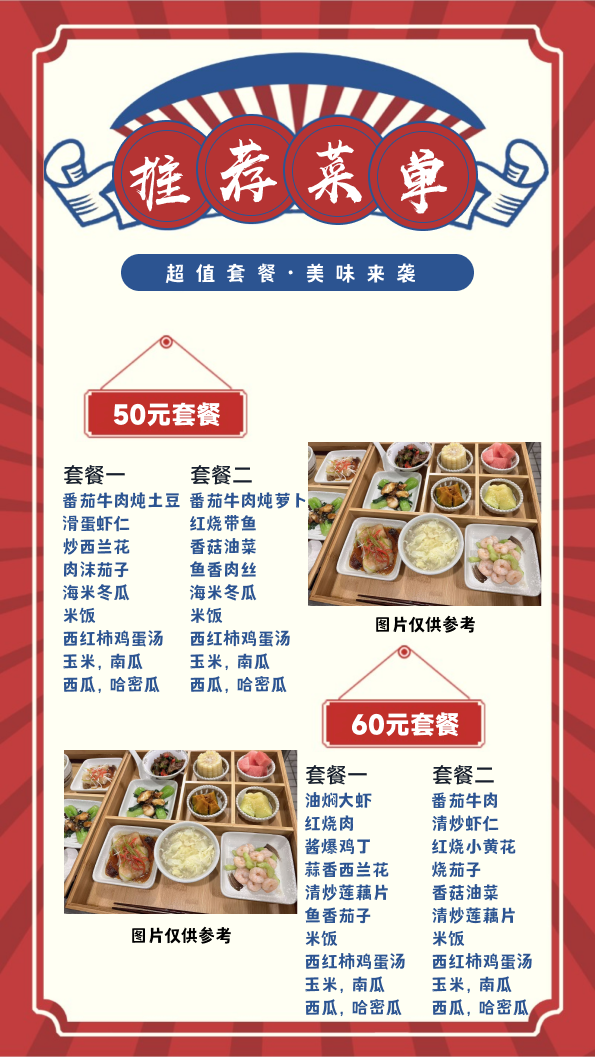 推荐菜单
超值套餐·美味来袭
50元套餐
套餐一
番茄牛肉炖土豆
滑蛋虾仁
炒西兰花
肉沫茄子
海米冬瓜
米饭
西红柿鸡蛋汤
玉米，南瓜
西瓜，哈密瓜
套餐二
番茄牛肉炖萝卜
红烧带鱼
香菇油菜
鱼香肉丝
海米冬瓜
米饭
西红柿鸡蛋汤
玉米，南瓜
西瓜，哈密瓜
图片仅供参考
60元套餐
套餐一
油焖大虾
红烧肉
酱爆鸡丁
蒜香西兰花
清炒莲藕片
鱼香茄子
米饭
西红柿鸡蛋汤
玉米，南瓜
西瓜，哈密瓜
套餐二
番茄牛肉
清炒虾仁
红烧小黄花
烧茄子
香菇油菜
清炒莲藕片
米饭
西红柿鸡蛋汤
玉米，南瓜
西瓜，哈密瓜
图片仅供参考